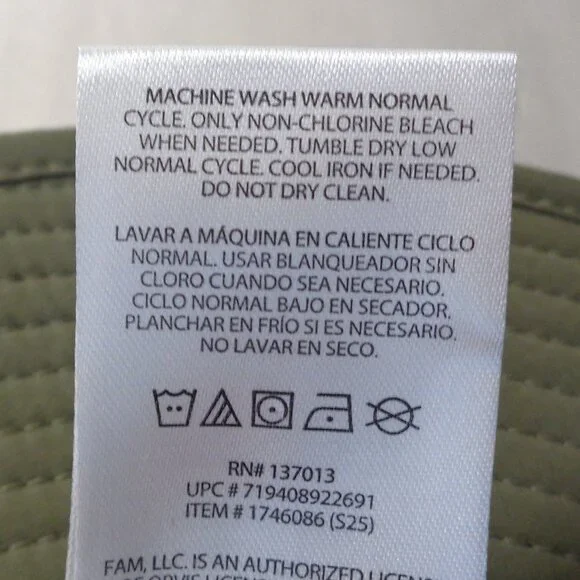 MACHINE WASH WARM NORMAL
CYCLE. ONLY NON-CHLORINE BLEACH
WHEN NEEDED. TUMBLE DRY LOW
NORMAL CYCLE. COOL IRON IF NEEDED.
DO NOT DRY CLEAN.
LAVAR A MÁQUINA EN CALIENTE CICLO
NORMAL. USAR BLANQUEADOR SIN
CLORO CUANDO SEA NECESARIO.
CICLO NORMAL BAJO EN SECADOR.
PLANCHAR EN FRÍO SI ES NECESARIO.
NO LAVAR EN SECO.
RN# 137013
UPC # 719408922691
ITEM # 1746086 (S25)
FAM, LLC. IS AN AUTHORIZED
OF ORVIS